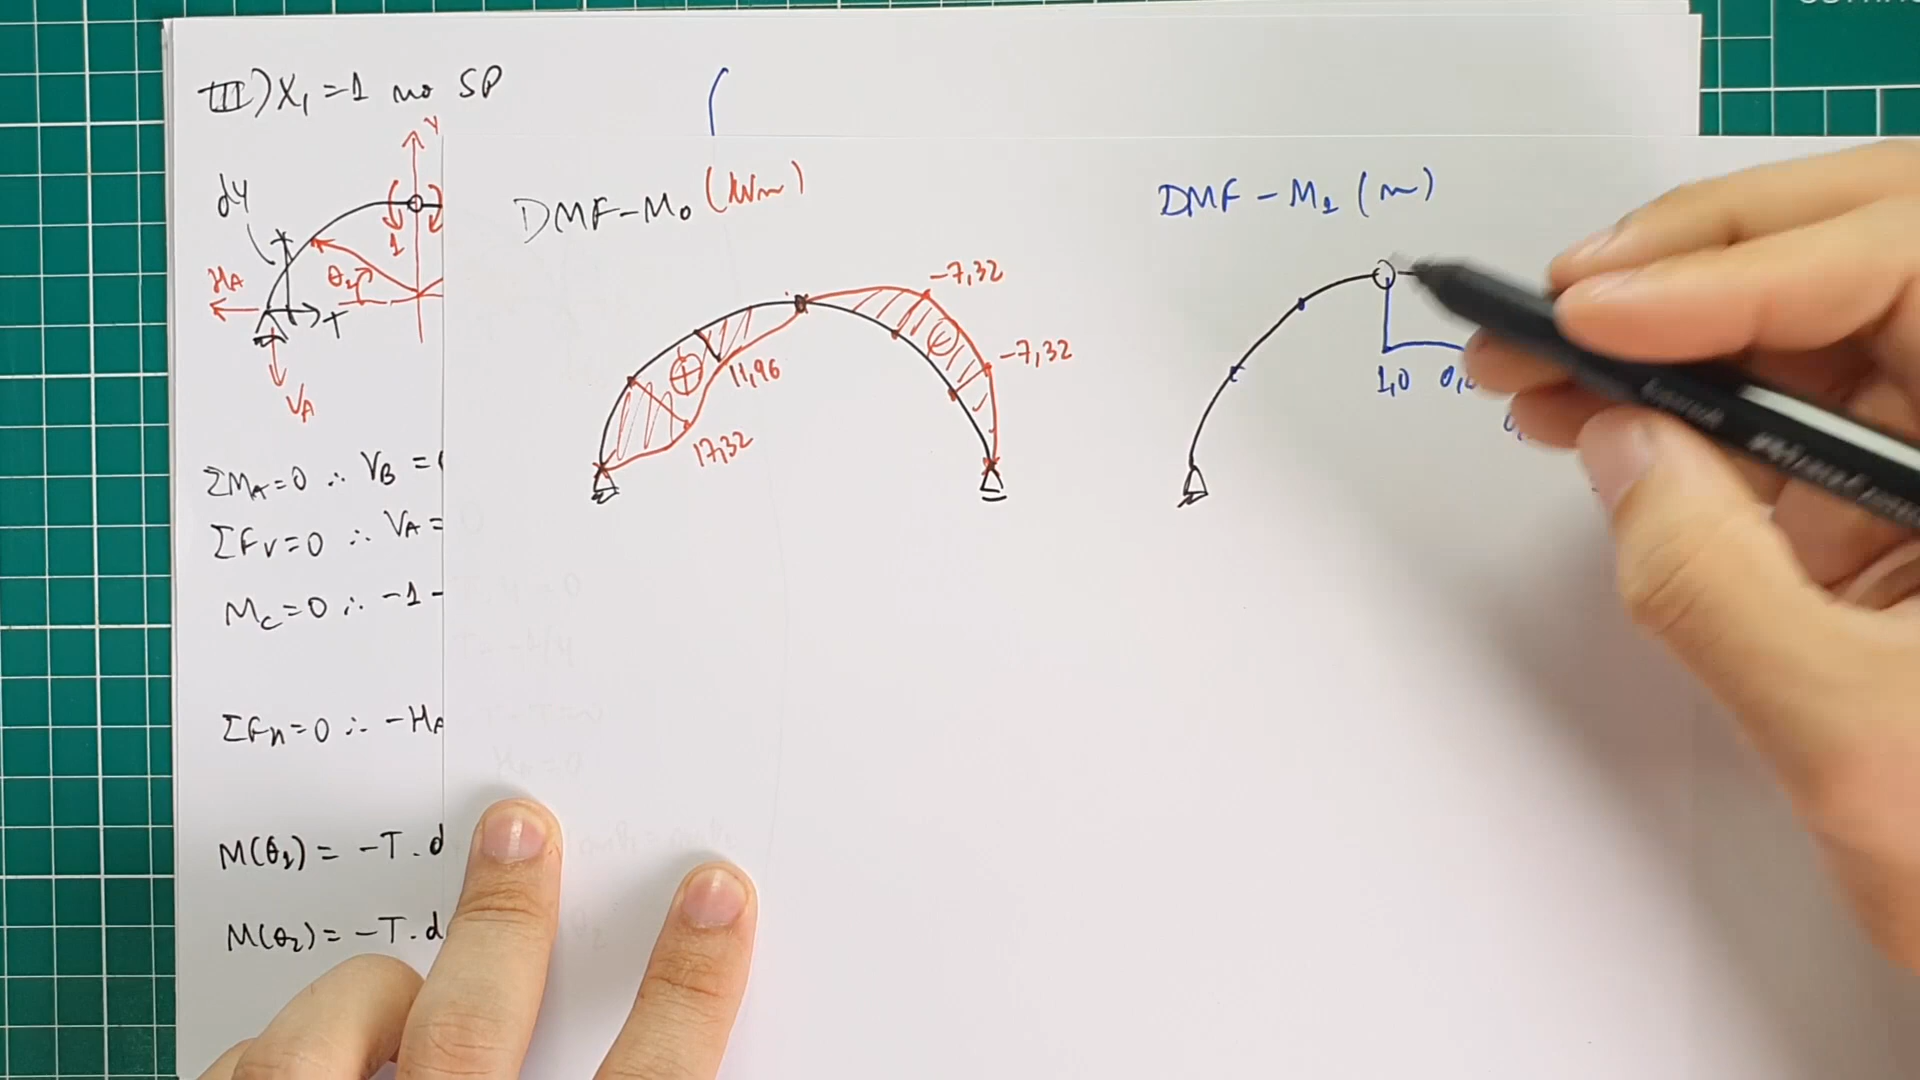 III) X₁ = 1 no SP
Y
dy
1
HA
θ₂
T
VA
ΣMA=0 ∴ VB =
ΣFV=0 ∴ VA =
MC=0 ∴ -1 -
ΣFH=0 ∴ -HA
M(θ₁) = -T.d
M(θ₂) = -T.d
DMF-M₀ (kNm)
-7,32
-7,32
11,96
17,32
DMF - M₁ (m)
1,0